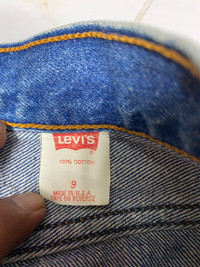 LEVI'S
100% COTTON
9
MADE IN U.S.A.
CARE ON REVERSE